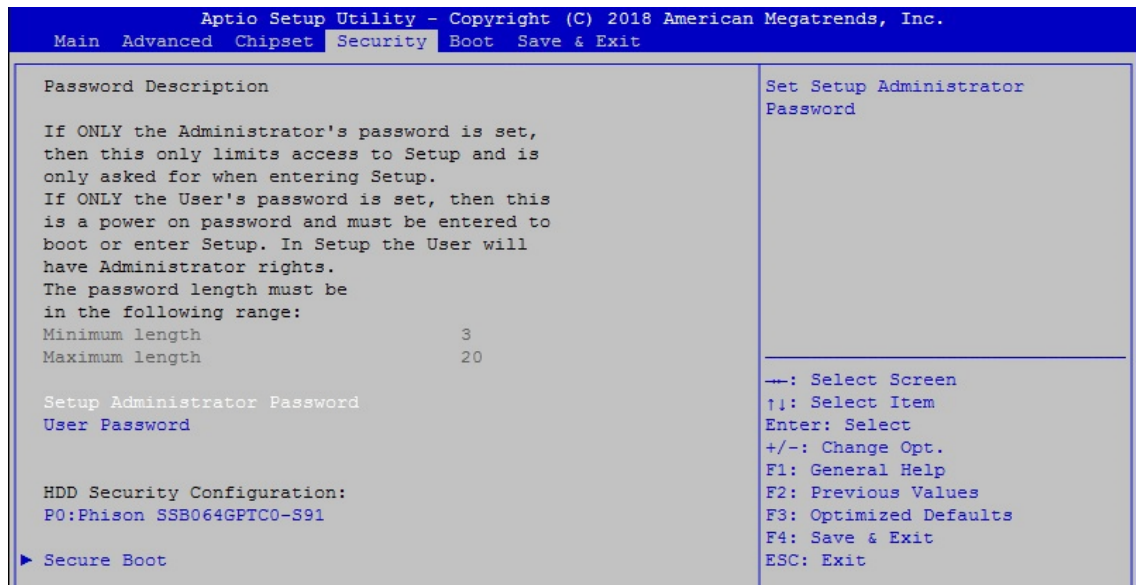 Aptio Setup Utility - Copyright (C) 2018 American Megatrends, Inc.
Main Advanced Chipset Security Boot Save & Exit
Password Description
If ONLY the Administrator's password is set,
then this only limits access to Setup and is
only asked for when entering Setup.
If ONLY the User's password is set, then this
is a power on password and must be entered to
boot or enter Setup. In Setup the User will
have Administrator rights.
The password length must be
in the following range:
Minimum length 3
Maximum length 20
Setup Administrator Password
User Password
HDD Security Configuration:
P0:Phison SSB064GPTC0-S91
► Secure Boot
Set Setup Administrator
Password
→←: Select Screen
↑↓: Select Item
Enter: Select
+/-: Change Opt.
F1: General Help
F2: Previous Values
F3: Optimized Defaults
F4: Save & Exit
ESC: Exit